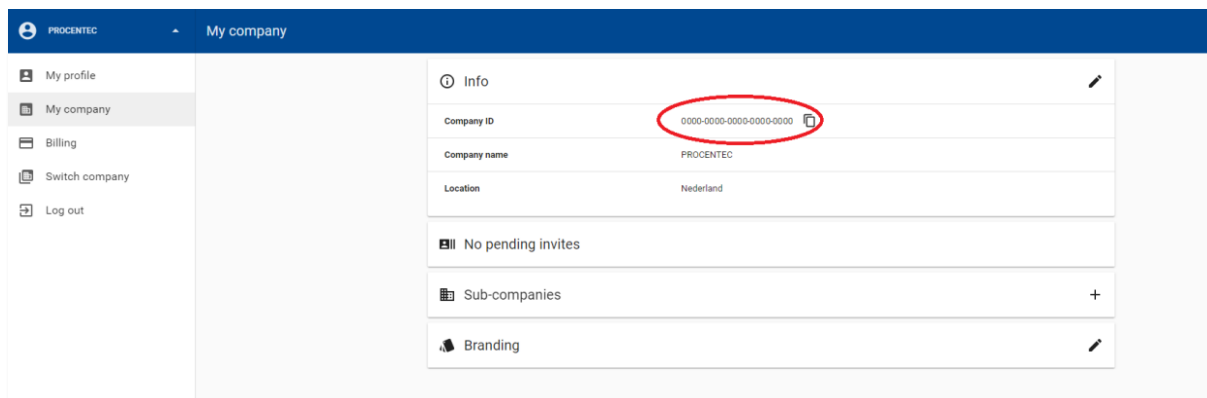 PROCENTEC
My company
My profile
My company
Billing
Switch company
Log out
Info
Company ID 0000-0000-0000-0000-0000
Company name PROCENTEC
Location Nederland
No pending invites
Sub-companies
Branding